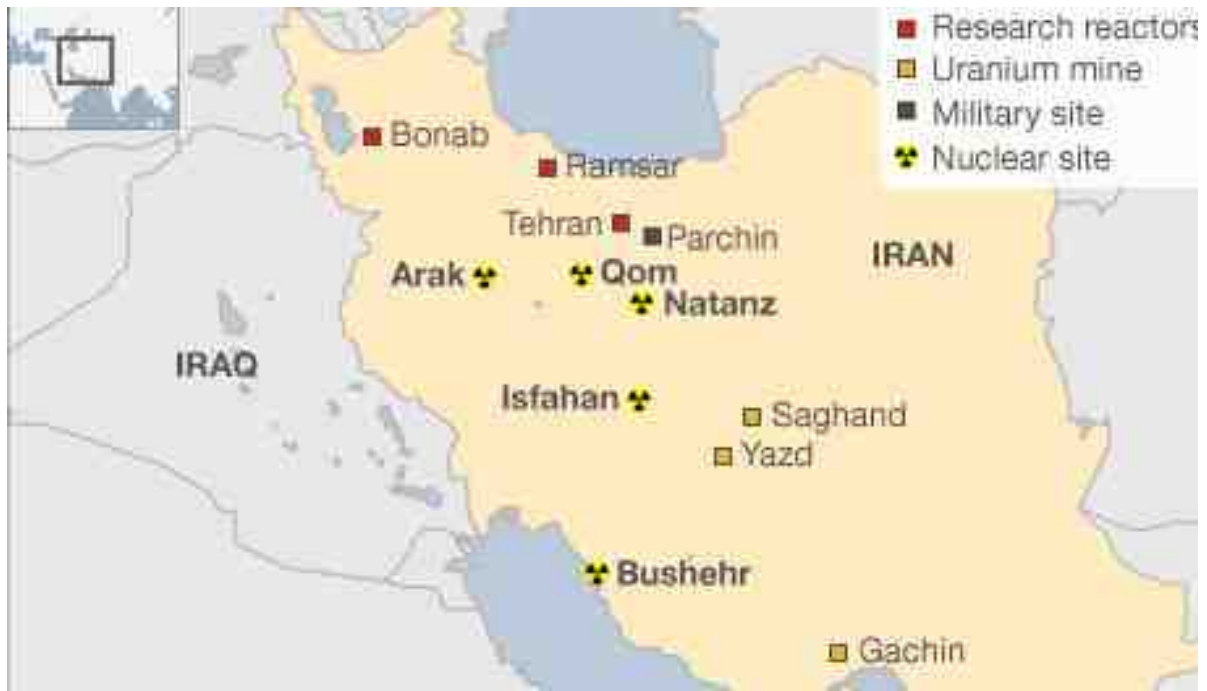 Research reactors
Uranium mine
Military site
Nuclear site
Bonab
Ramsar
Tehran
Parchin
IRAN
Arak
Qom
Natanz
IRAQ
Isfahan
Saghand
Yazd
Bushehr
Gachin